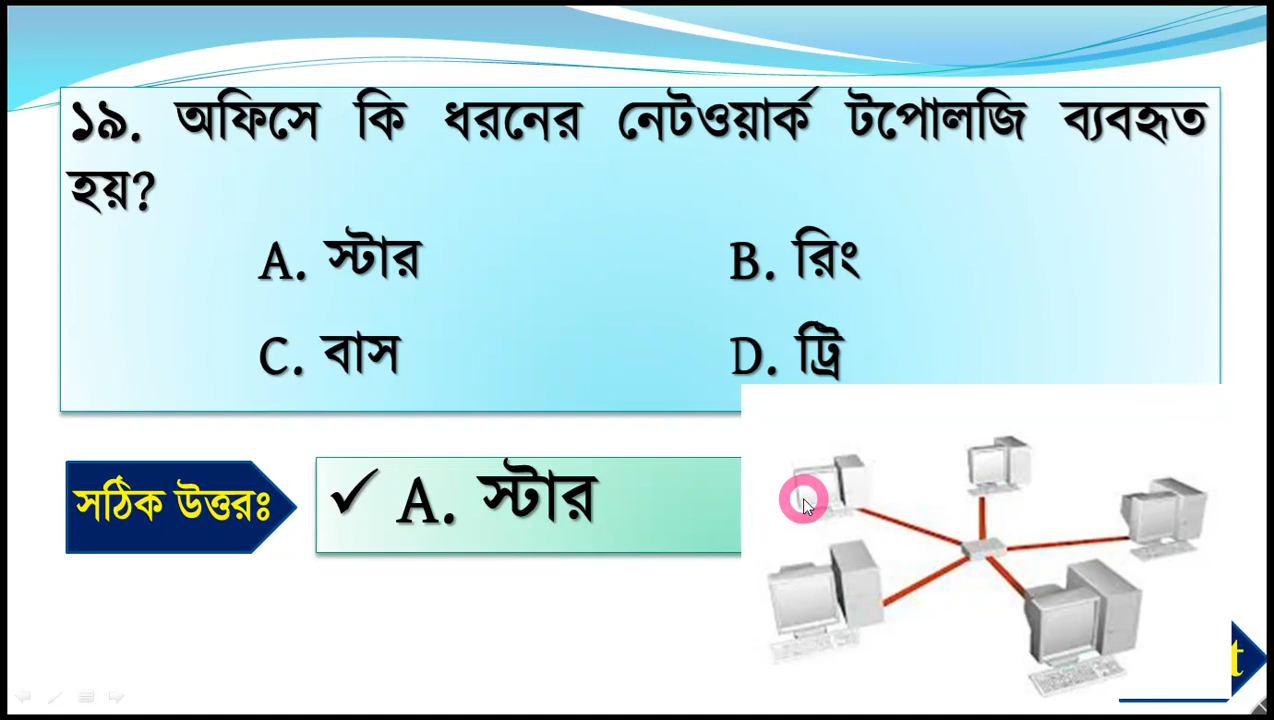 ১৯. অফিসে কি ধরনের নেটওয়ার্ক টপোলজি ব্যবহৃত
হয়?
A. স্টার B. রিং
C. বাস D. ট্রি
সঠিক উত্তরঃ ✓ A. স্টার